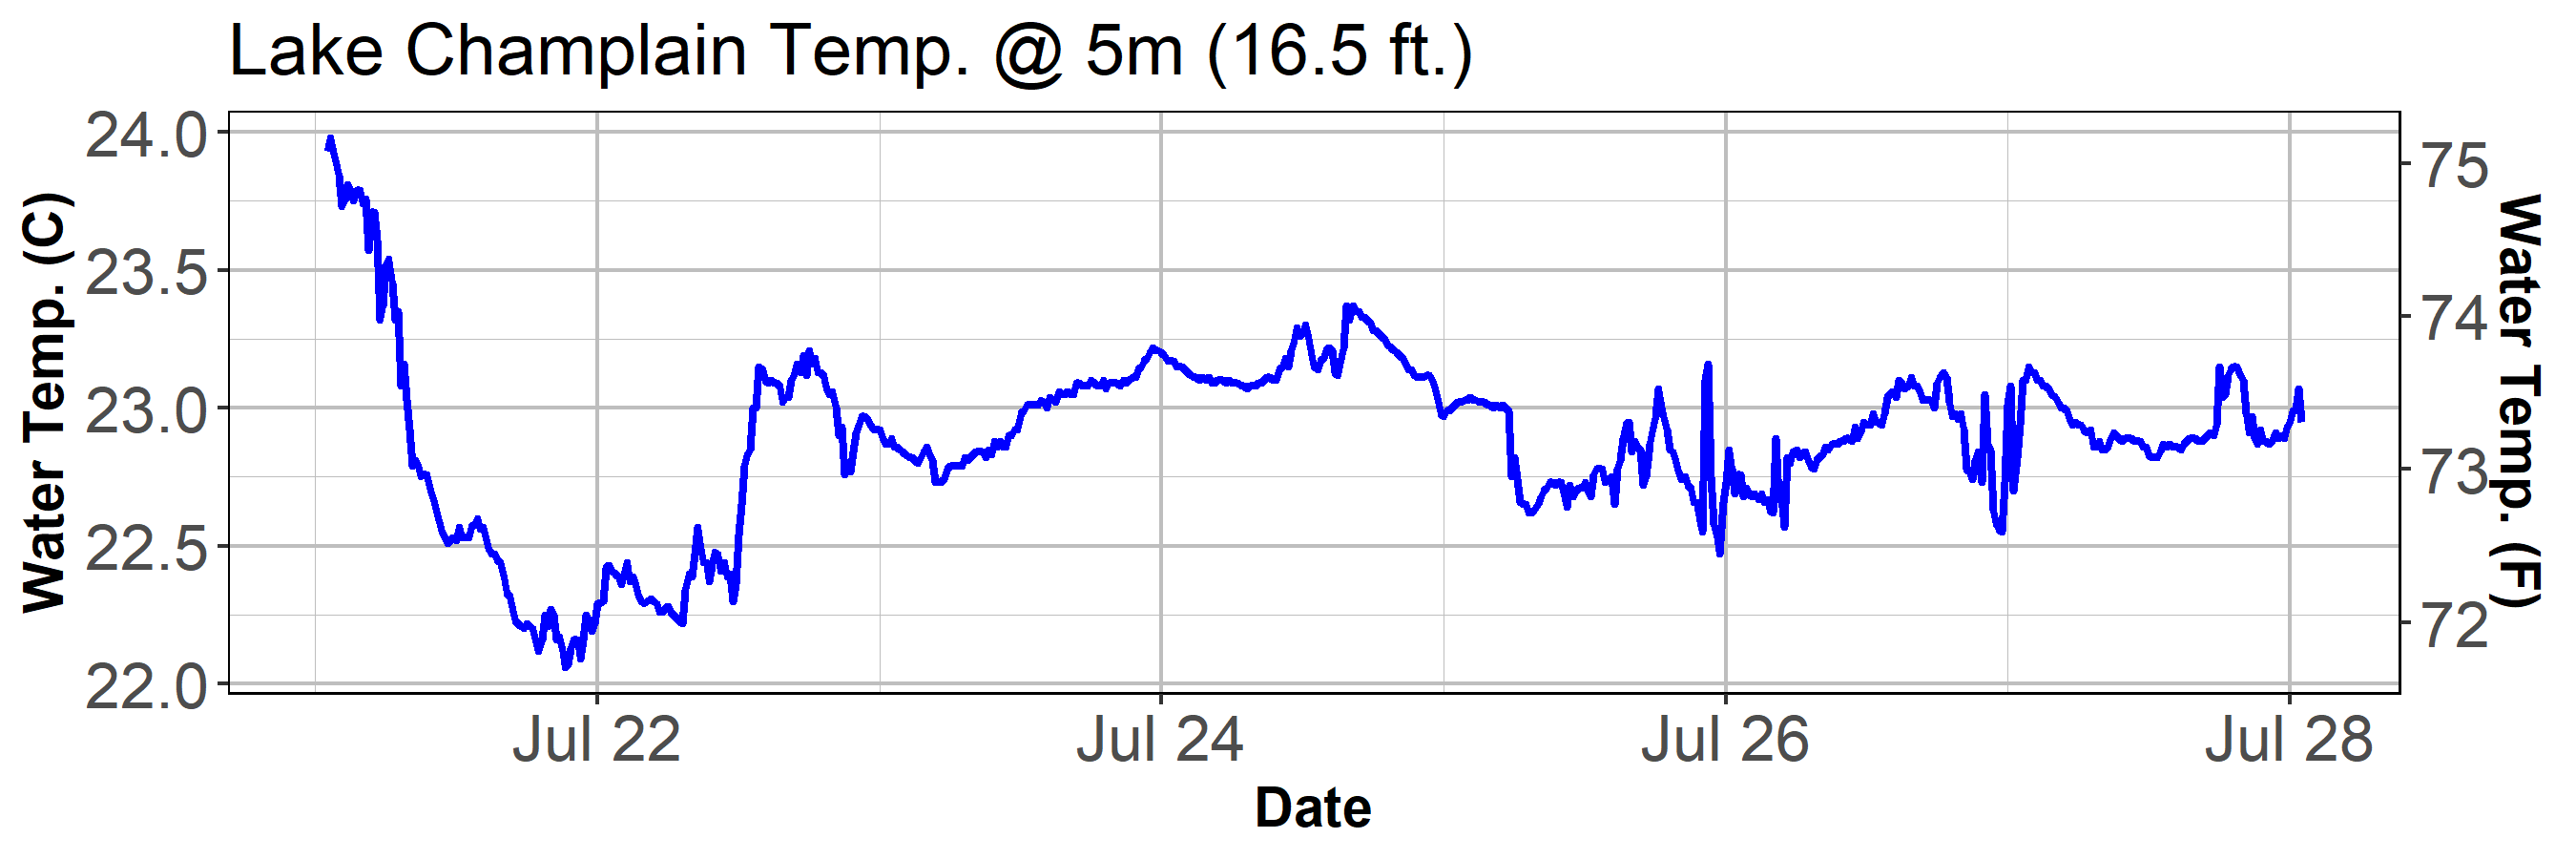 Lake Champlain Temp. @ 5m (16.5 ft.)
Water Temp. (C)
24.0
23.5
23.0
22.5
22.0
75
74
73
72
Water Temp. (F)
Jul 22 Jul 24 Jul 26 Jul 28
Date